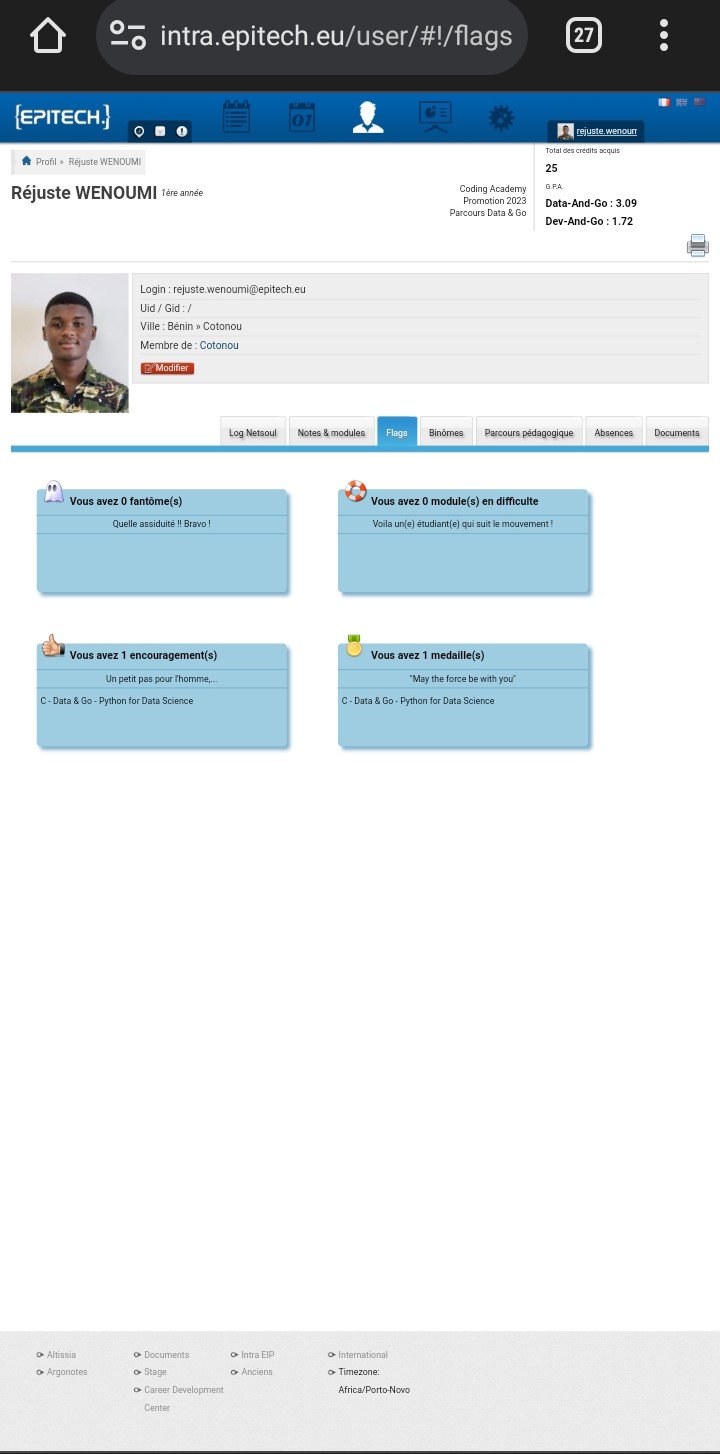 intra.epitech.eu/user/#!/flags
27
{EPITECH.}
01
rejuste.wenoum
Profil » Réjuste WENOUMI
Réjuste WENOUMI 1ère année
Coding Academy
Promotion 2023
Parcours Data & Go
Total des crédits acquis
25
G.P.A.
Data-And-Go : 3.09
Dev-And-Go : 1.72
Login : rejuste.wenoumi@epitech.eu
Uid / Gid : /
Ville : Bénin » Cotonou
Membre de : Cotonou
Modifier
Log Netsoul
Notes & modules
Flags
Binômes
Parcours pédagogique
Absences
Documents
Vous avez 0 fantôme(s)
Quelle assiduité !! Bravo !
Vous avez 0 module(s) en difficulte
Voila un(e) étudiant(e) qui suit le mouvement !
Vous avez 1 encouragement(s)
Un petit pas pour l'homme,...
C - Data & Go - Python for Data Science
Vous avez 1 medaille(s)
"May the force be with you"
C - Data & Go - Python for Data Science
Altissia
Argonotes
Documents
Stage
Career Development
Center
Intra EIP
Anciens
International
Timezone:
Africa/Porto-Novo